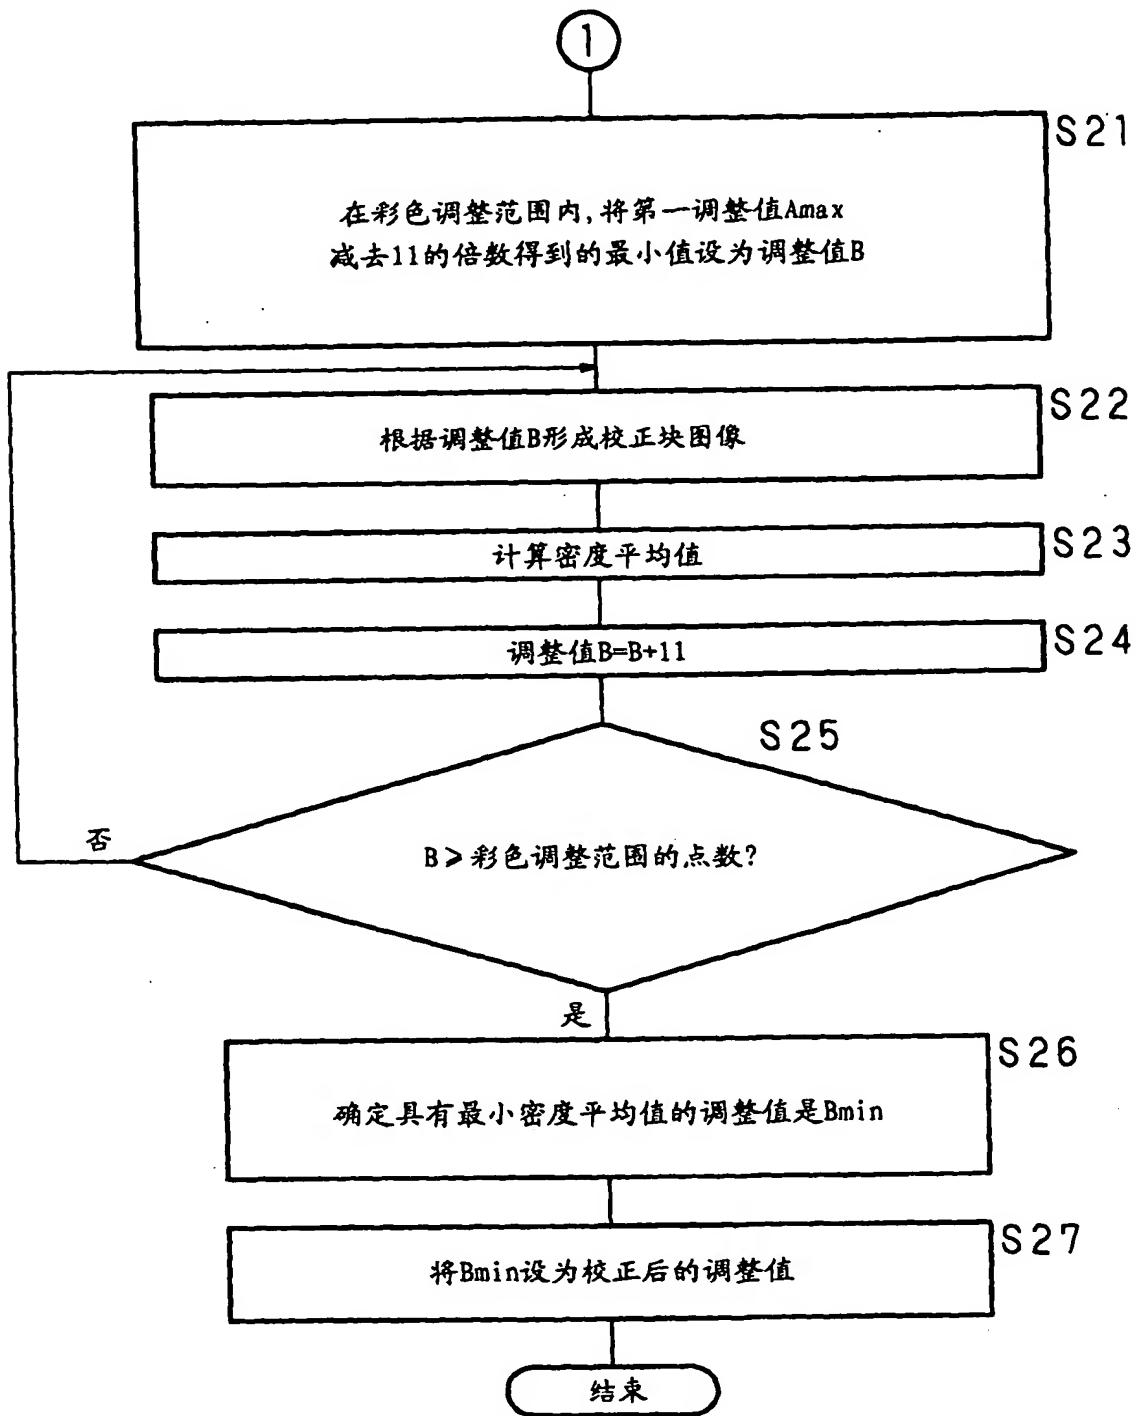 1
S21
在彩色调整范围内,将第一调整值Amax
减去11的倍数得到的最小值设为调整值B
S22
根据调整值B形成校正块图像
S23
计算密度平均值
S24
调整值B=B+11
S25
否
B≥彩色调整范围的点数?
是
S26
确定具有最小密度平均值的调整值是Bmin
S27
将Bmin设为校正后的调整值
结束